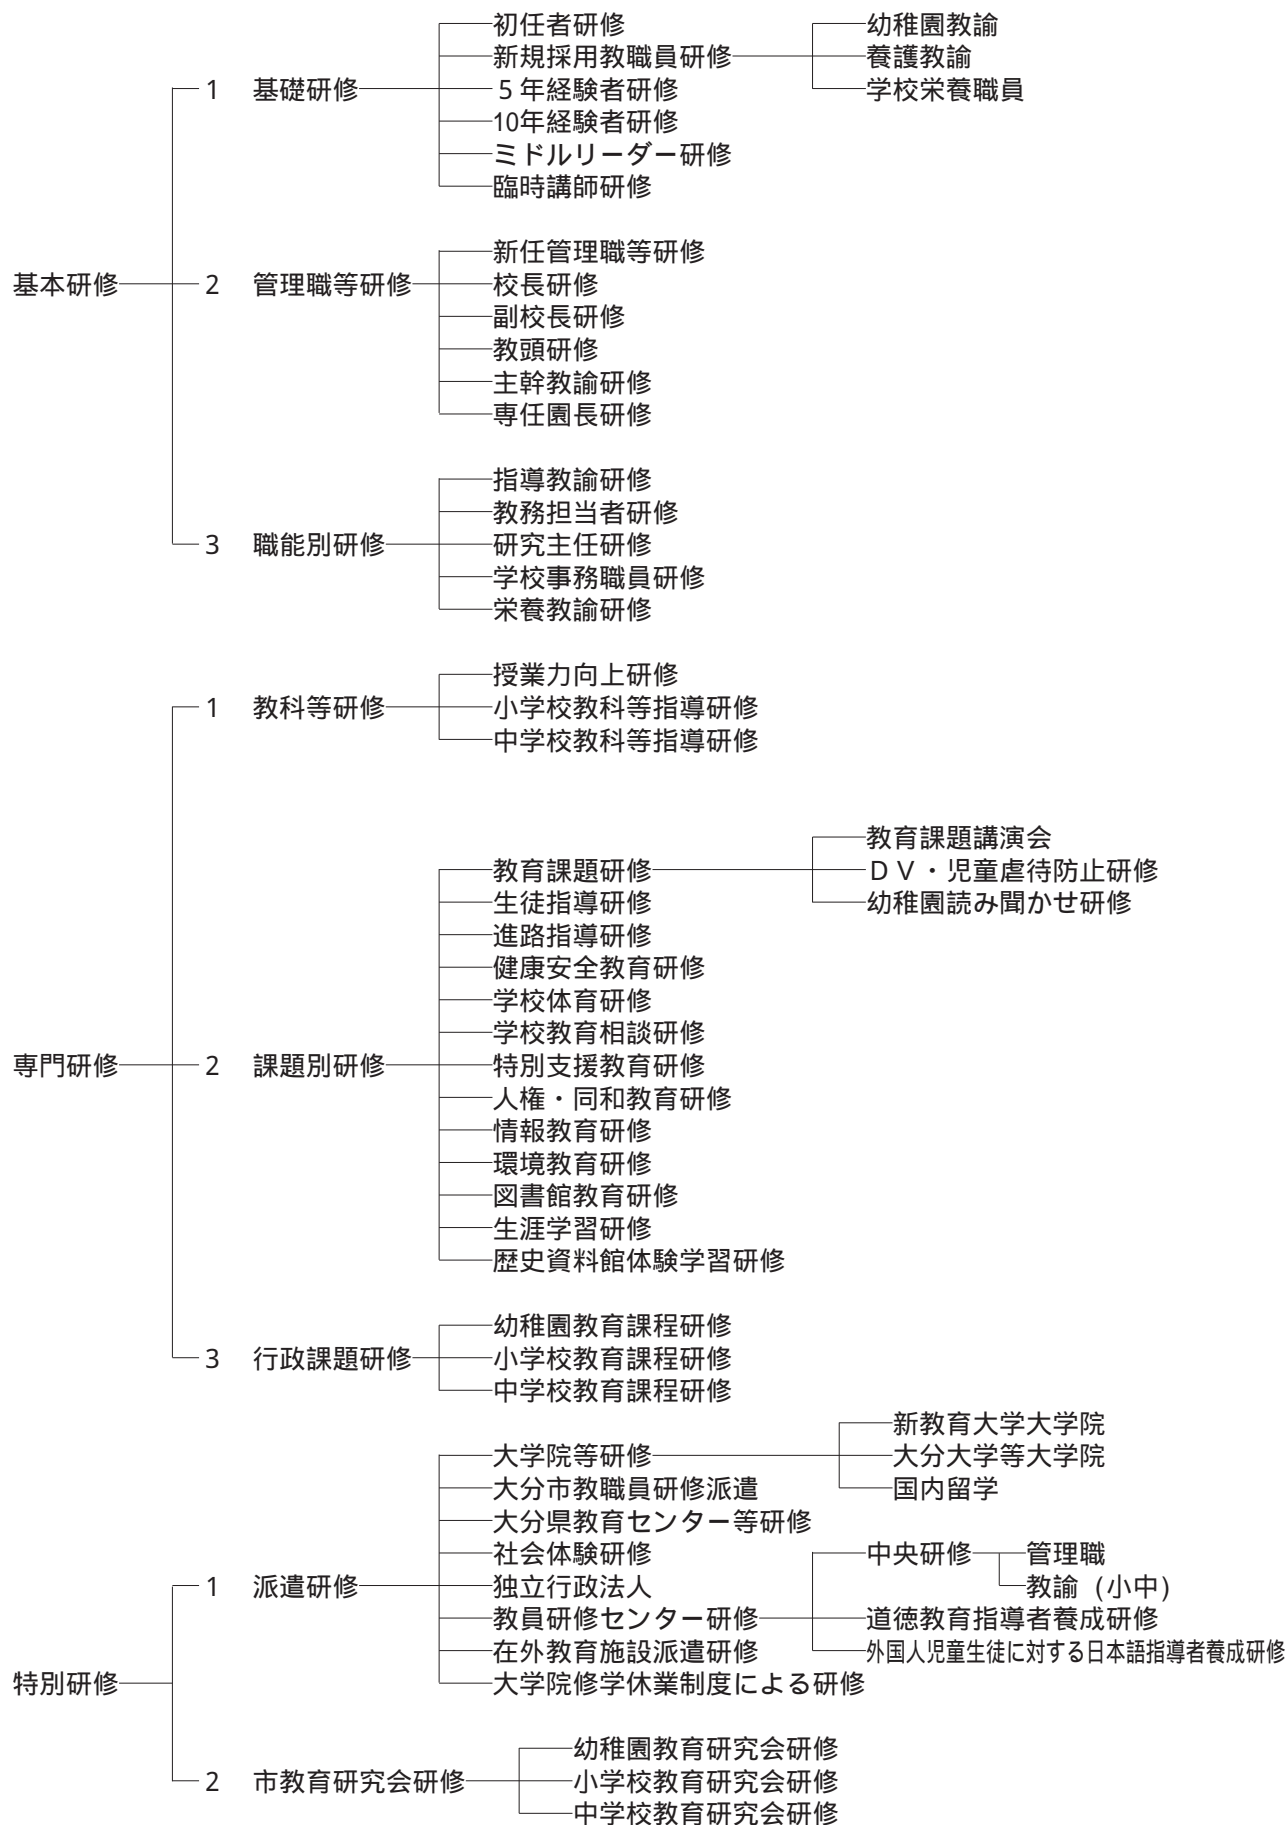 初任者研修 幼稚園教諭
新規採用教職員研修 養護教諭
1 基礎研修 5年経験者研修 学校栄養職員
10年経験者研修
ミドルリーダー研修
臨時講師研修
新任管理職等研修
基本研修 2 管理職等研修 校長研修
副校長研修
教頭研修
主幹教諭研修
専任園長研修
指導教諭研修
教務担当者研修
3 職能別研修 研究主任研修
学校事務職員研修
栄養教諭研修
授業力向上研修
1 教科等研修 小学校教科等指導研修
中学校教科等指導研修
教育課題講演会
教育課題研修 DV・児童虐待防止研修
生徒指導研修 幼稚園読み聞かせ研修
進路指導研修
健康安全教育研修
学校体育研修
学校教育相談研修
専門研修 2 課題別研修 特別支援教育研修
人権・同和教育研修
情報教育研修
環境教育研修
図書館教育研修
生涯学習研修
歴史資料館体験学習研修
幼稚園教育課程研修
3 行政課題研修 小学校教育課程研修
中学校教育課程研修
新教育大学大学院
大学院等研修 大分大学等大学院
大分市教職員研修派遣 国内留学
大分県教育センター等研修
社会体験研修 中央研修 管理職
1 派遣研修 独立行政法人 教諭(小中)
教員研修センター研修 道徳教育指導者養成研修
在外教育施設派遣研修 外国人児童生徒に対する日本語指導者養成研修
特別研修 大学院修学休業制度による研修
幼稚園教育研究会研修
2 市教育研究会研修 小学校教育研究会研修
中学校教育研究会研修